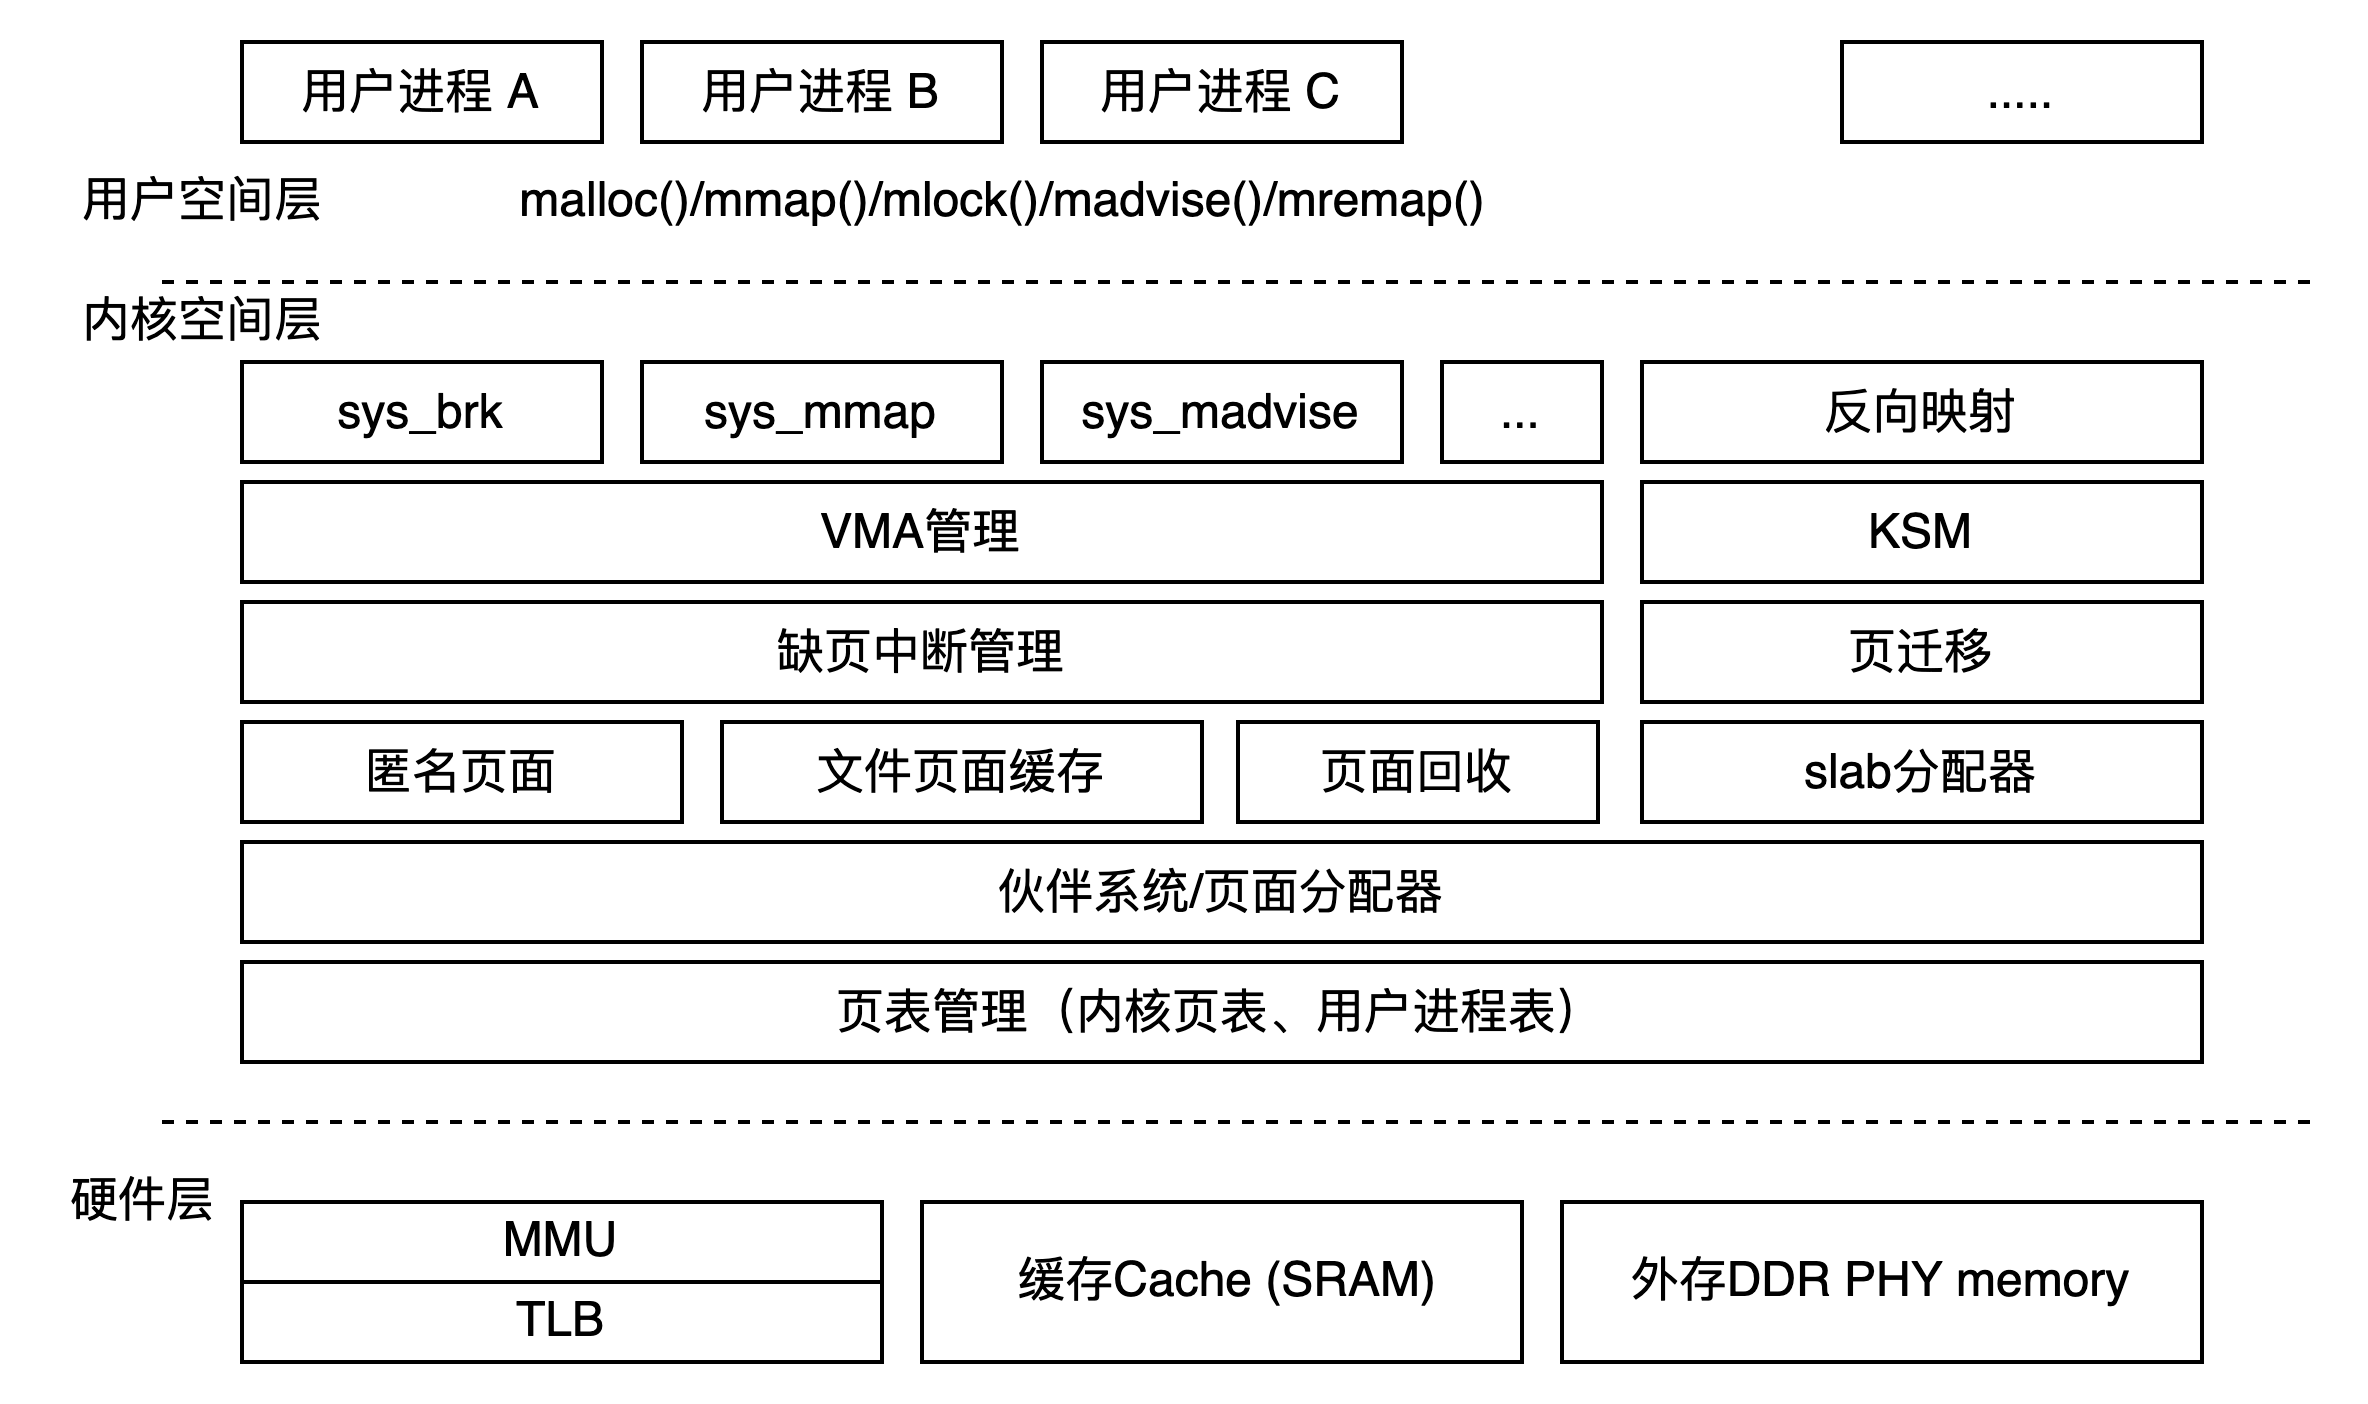 用户进程 A
用户进程 B
用户进程 C
.....
用户空间层
malloc()/mmap()/mlock()/madvise()/mremap()
内核空间层
sys_brk
sys_mmap
sys_madvise
...
反向映射
VMA管理
KSM
缺页中断管理
页迁移
匿名页面
文件页面缓存
页面回收
slab分配器
伙伴系统/页面分配器
页表管理（内核页表、用户进程表）
硬件层
MMU
TLB
缓存Cache (SRAM)
外存DDR PHY memory